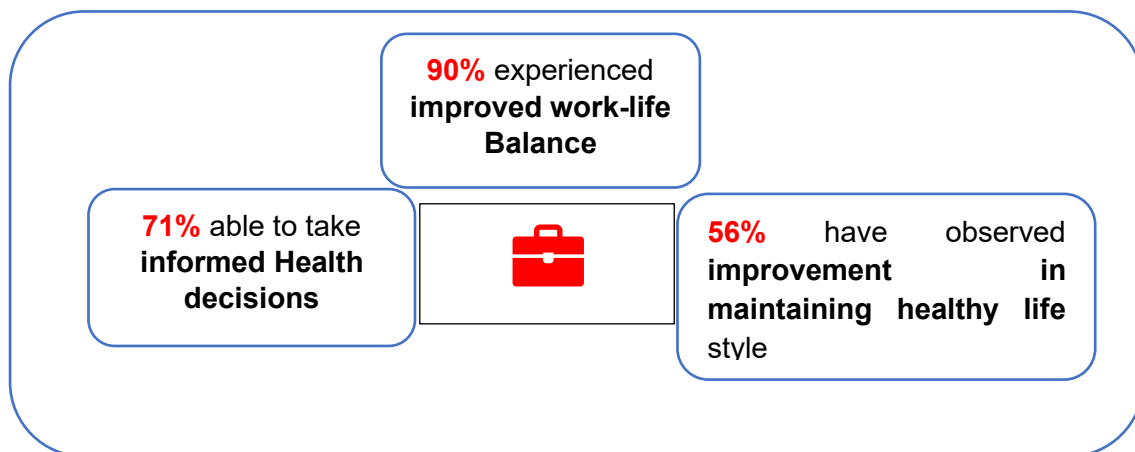 90% experienced
improved work-life
Balance
71% able to take
informed Health
decisions
56% have observed
improvement in
maintaining healthy life
style